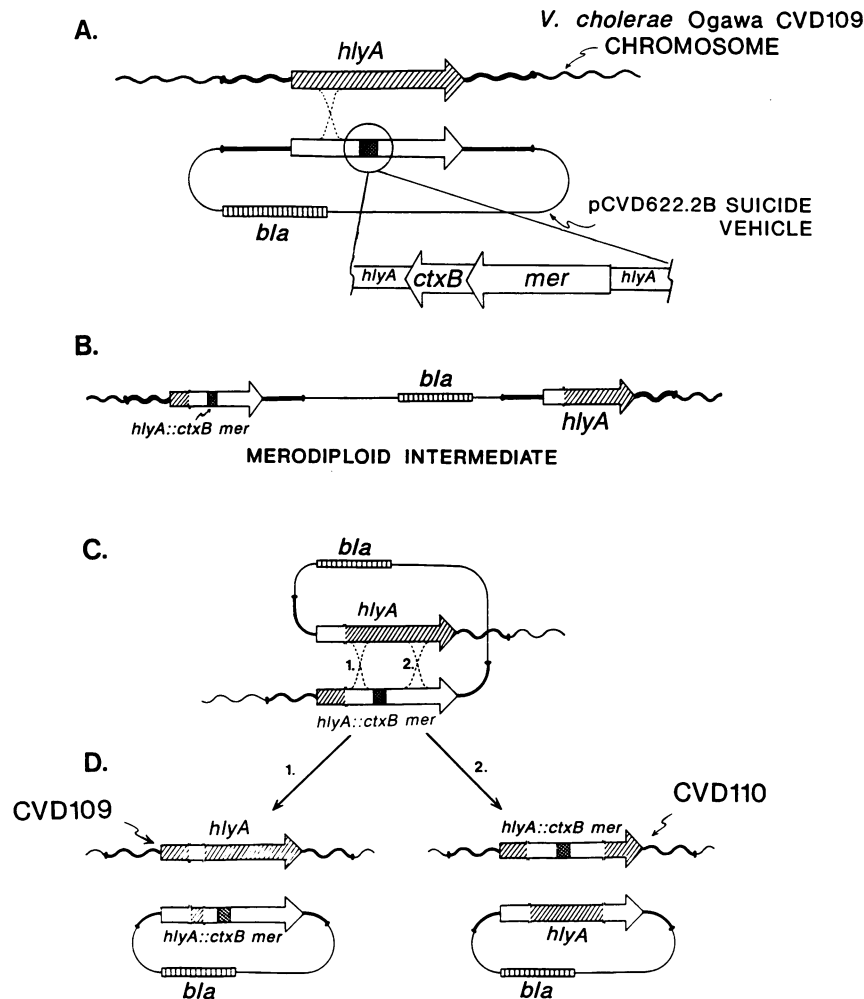 A.
V. cholerae Ogawa CVD109
CHROMOSOME
hlyA
pCVD622.2B SUICIDE
VEHICLE
bla
hlyA ctxB mer hlyA
B.
bla
hlyA::ctxB mer
hlyA
MERODIPLOID INTERMEDIATE
C.
bla
hlyA
1. 2.
hlyA::ctxB mer
D.
1. 2.
CVD109
CVD110
hlyA
hlyA::ctxB mer
hlyA::ctxB mer
hlyA
bla
bla